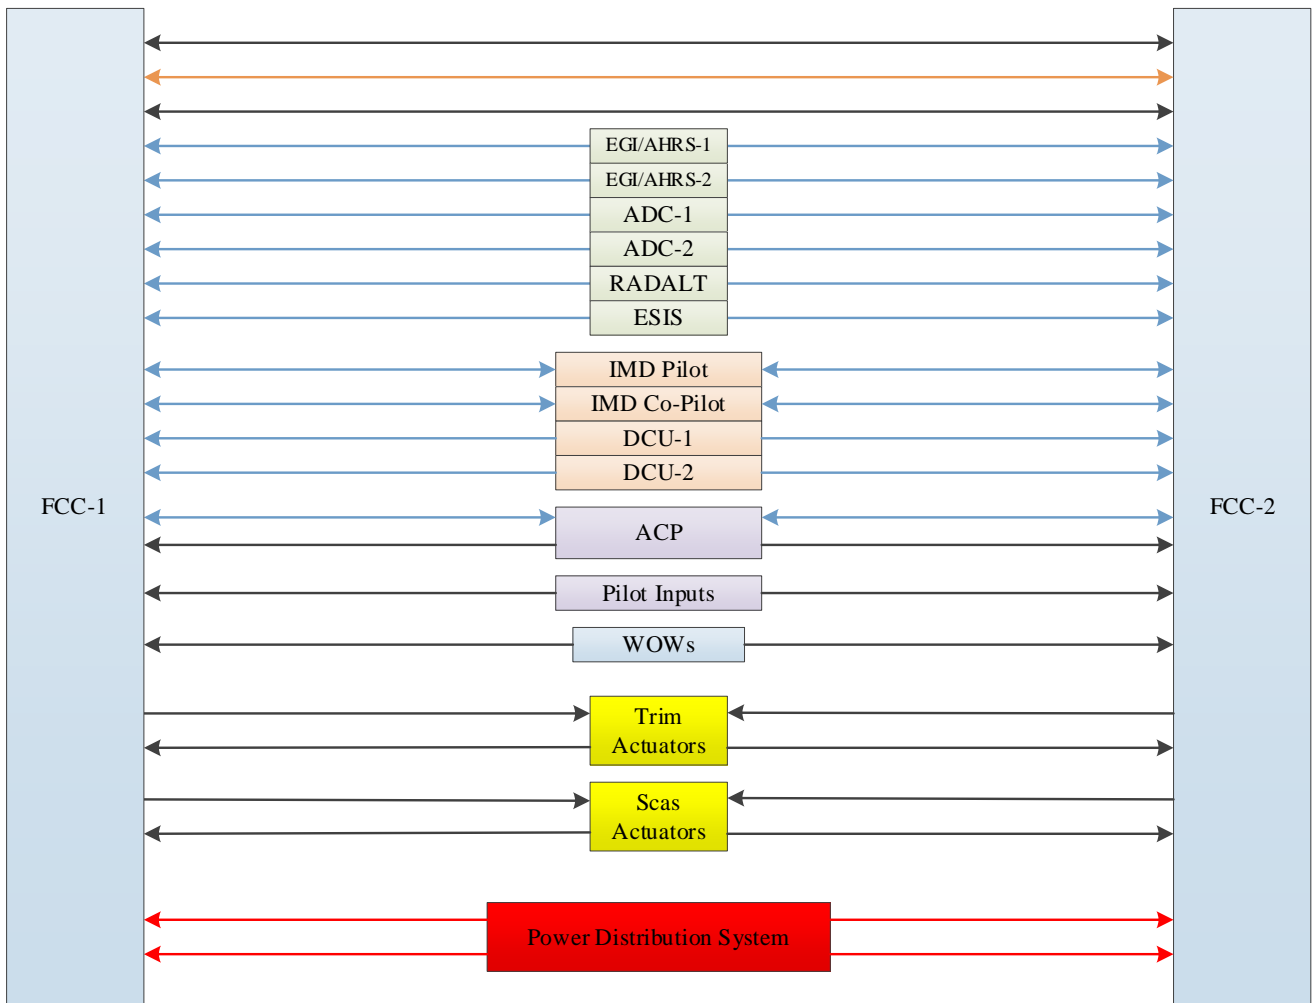 EGI/AHRS-1
EGI/AHRS-2
ADC-1
ADC-2
RADALT
ESIS
IMD Pilot
IMD Co-Pilot
DCU-1
DCU-2
FCC-1
FCC-2
ACP
Pilot Inputs
WOWs
Trim
Actuators
Scas
Actuators
Power Distribution System